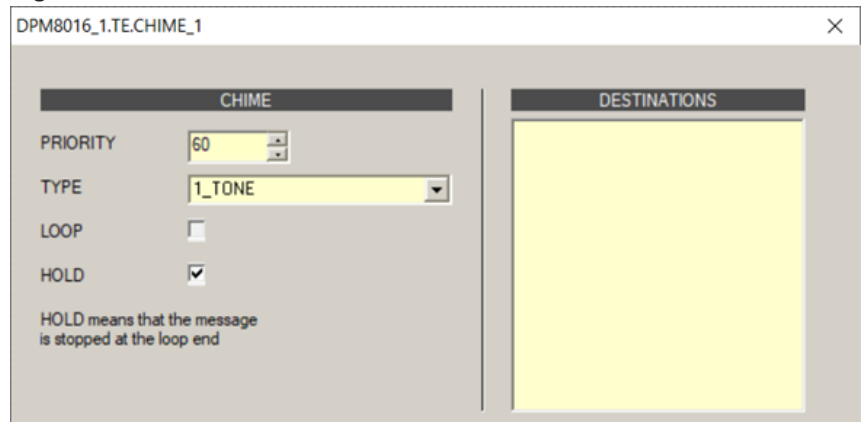 DPM8016_1.TE.CHIME_1
CHIME
PRIORITY 60
TYPE 1_TONE
LOOP
HOLD
HOLD means that the message
is stopped at the loop end
DESTINATIONS